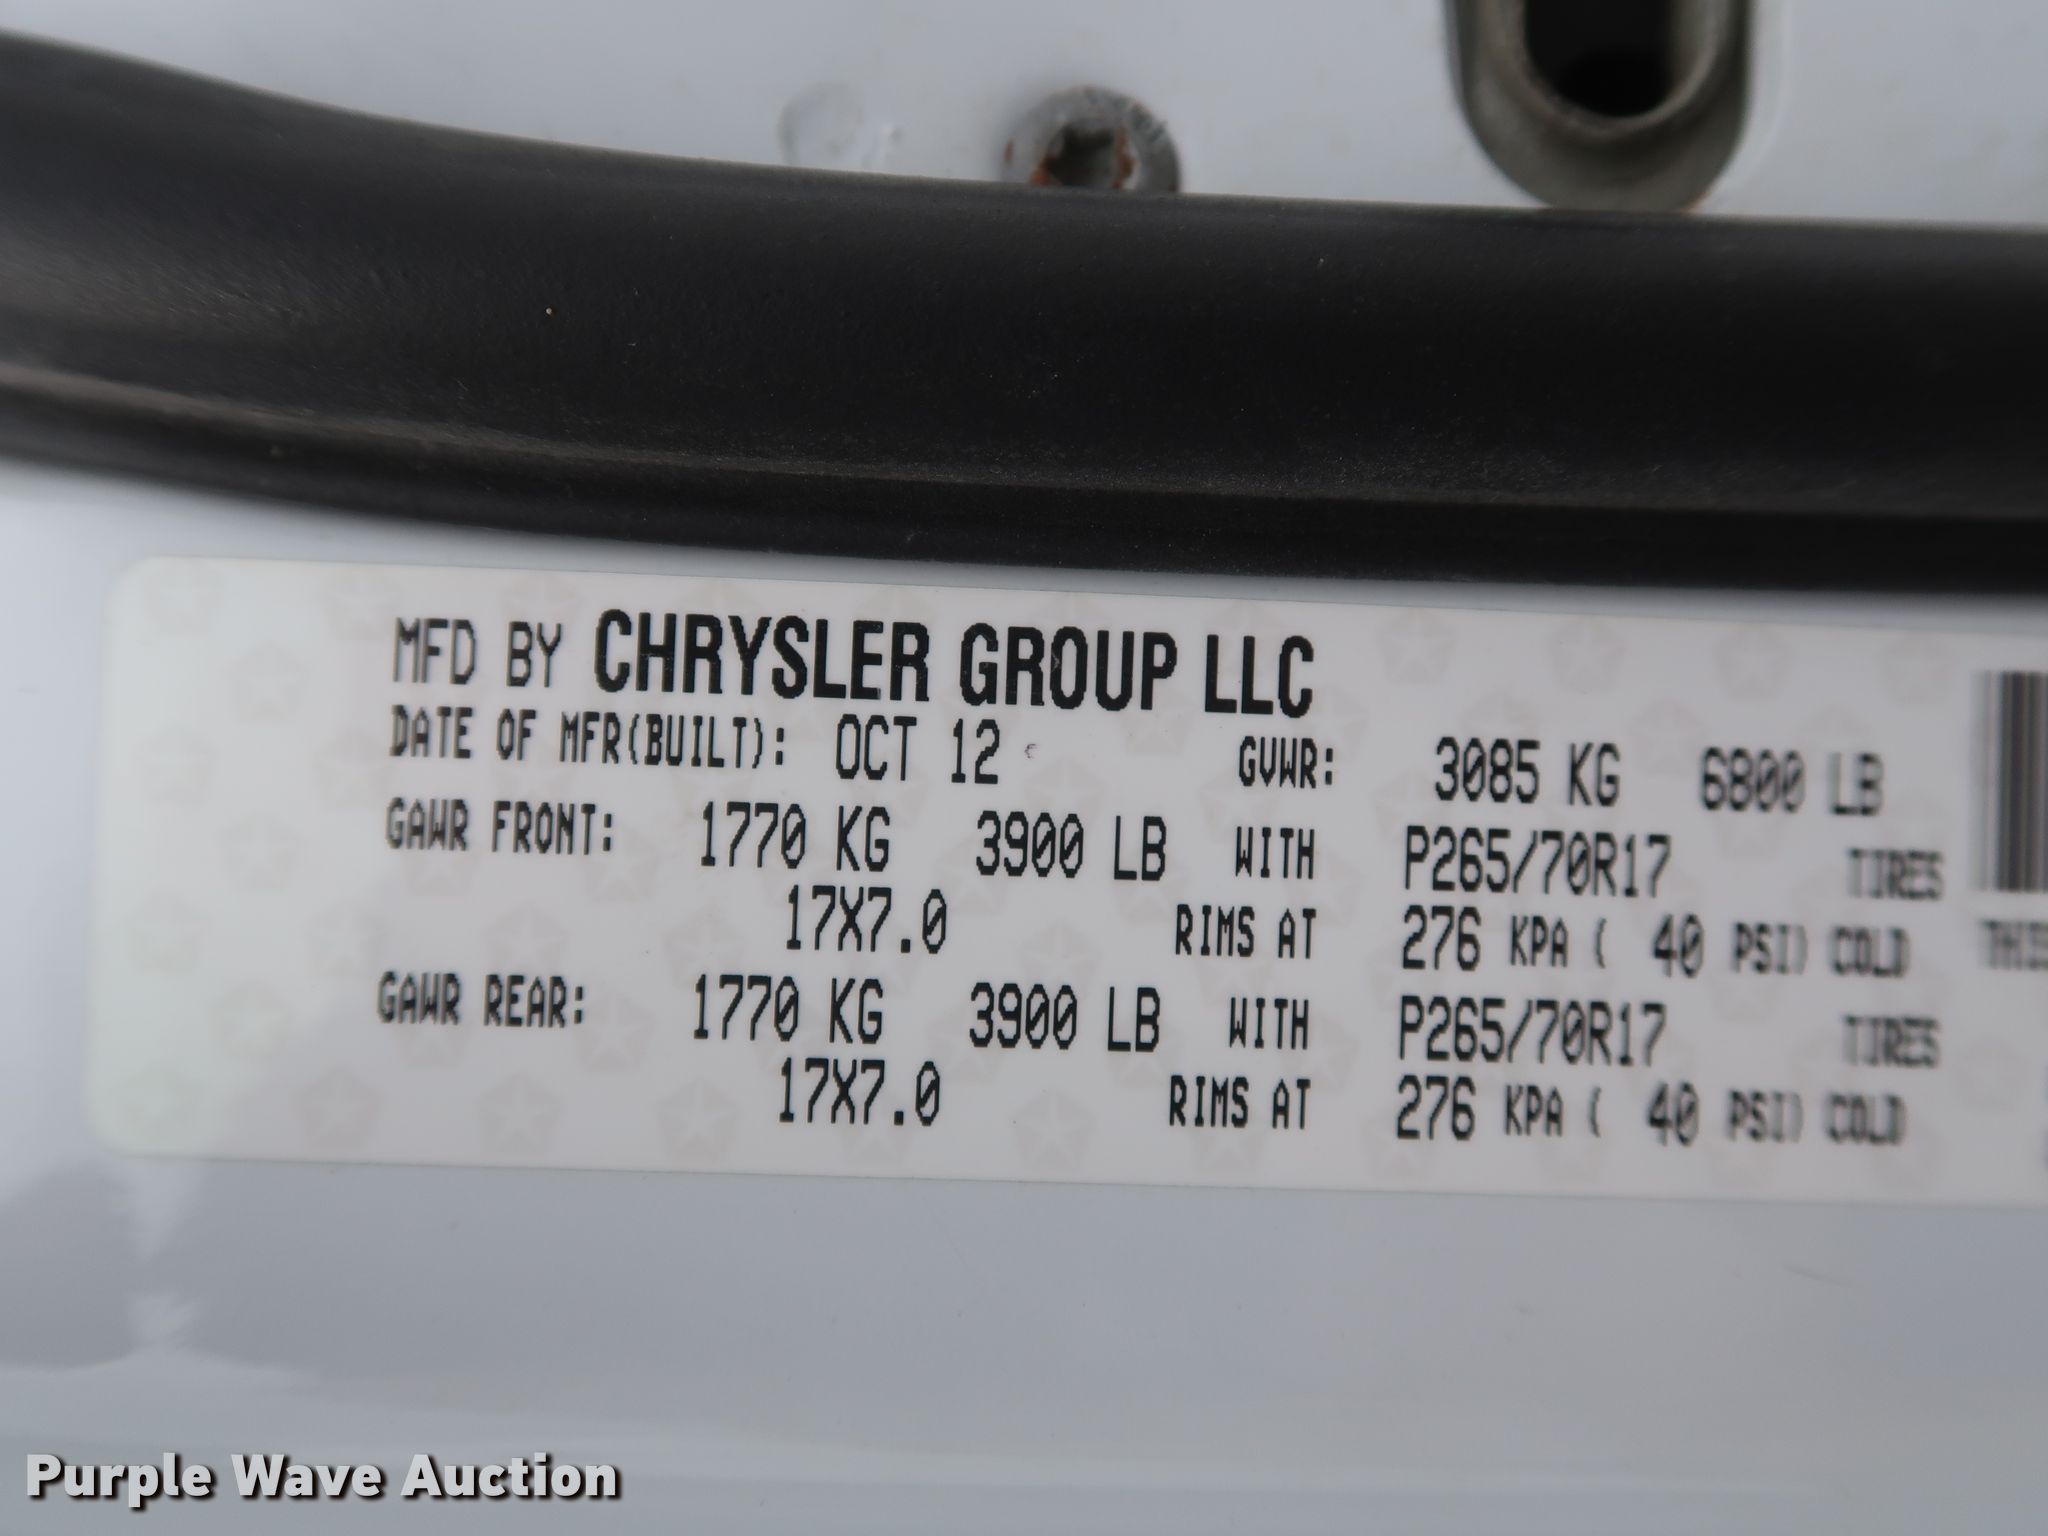 MFD BY CHRYSLER GROUP LLC
DATE OF MFR(BUILT): OCT 12 GVWR: 3085 KG 6800 LB
GAWR FRONT: 1770 KG 3900 LB WITH P265/70R17 TIRES
17X7.0 RIMS AT 276 KPA ( 40 PSI) COLD
THIS
GAWR REAR: 1770 KG 3900 LB WITH P265/70R17 TIRES
17X7.0 RIMS AT 276 KPA ( 40 PSI) COLD
Purple Wave Auction